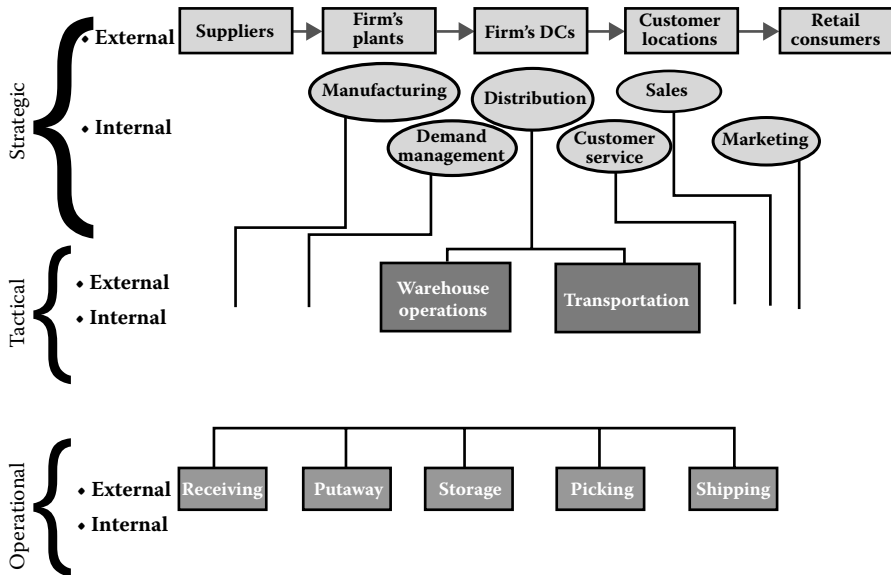 Strategic
• External
Suppliers
Firm's
plants
Firm's DCs
Customer
locations
Retail
consumers
• Internal
Manufacturing
Demand
management
Distribution
Customer
service
Sales
Marketing
Tactical
• External
• Internal
Warehouse
operations
Transportation
Operational
• External
• Internal
Receiving
Putaway
Storage
Picking
Shipping